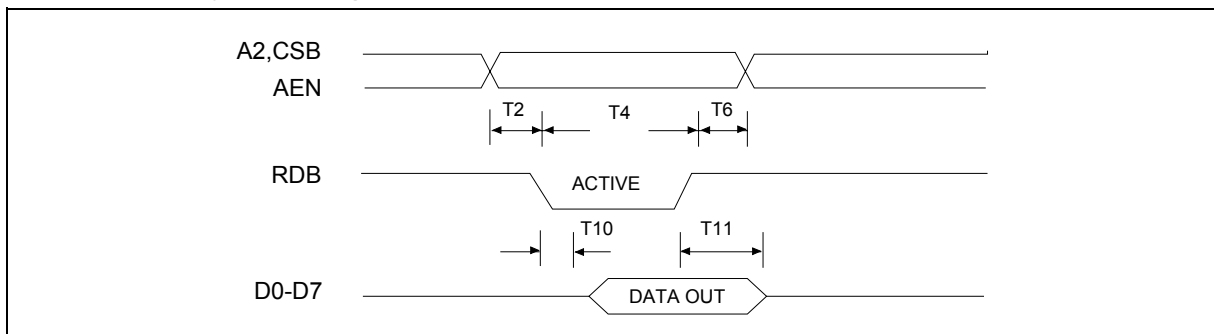 A2,CSB
AEN
T2 T4 T6
RDB ACTIVE
T10 T11
D0-D7 DATA OUT